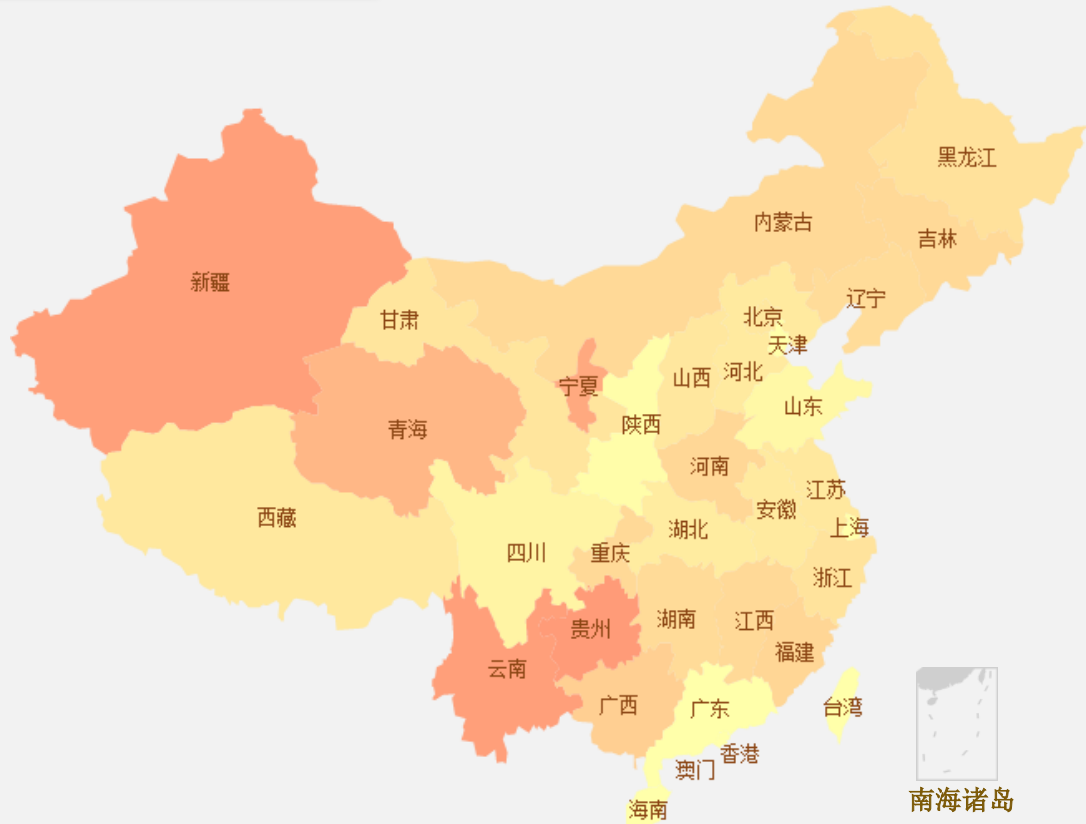 黑龙江
内蒙古
吉林
新疆
辽宁
甘肃
北京
天津
宁夏
山西
河北
山东
陕西
青海
河南
江苏
安徽
西藏
湖北
上海
四川
重庆
浙江
湖南
江西
贵州
福建
云南
广西
广东
台湾
香港
澳门
南海诸岛
海南